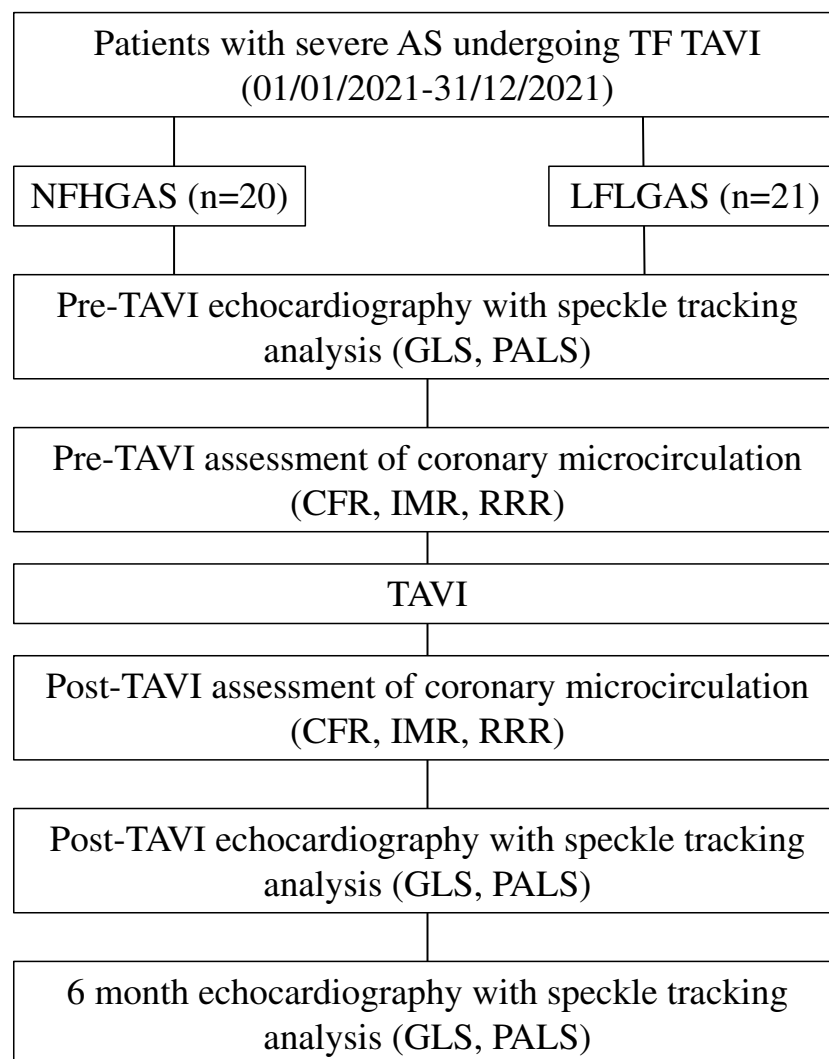 Patients with severe AS undergoing TF TAVI
(01/01/2021-31/12/2021)
NFHGAS (n=20)
LFLGAS (n=21)
Pre-TAVI echocardiography with speckle tracking
analysis (GLS, PALS)
Pre-TAVI assessment of coronary microcirculation
(CFR, IMR, RRR)
TAVI
Post-TAVI assessment of coronary microcirculation
(CFR, IMR, RRR)
Post-TAVI echocardiography with speckle tracking
analysis (GLS, PALS)
6 month echocardiography with speckle tracking
analysis (GLS, PALS)